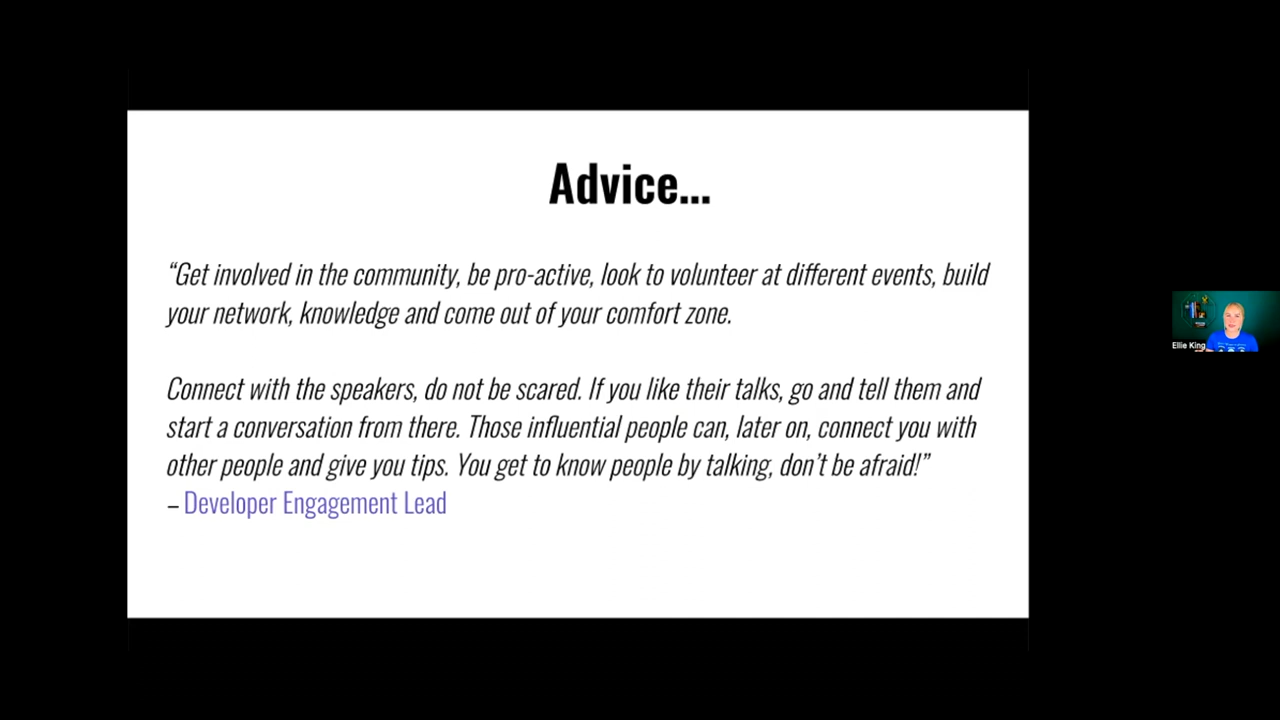 Advice...
“Get involved in the community, be pro-active, look to volunteer at different events, build
your network, knowledge and come out of your comfort zone.
Connect with the speakers, do not be scared. If you like their talks, go and tell them and
start a conversation from there. Those influential people can, later on, connect you with
other people and give you tips. You get to know people by talking, don’t be afraid!”
– Developer Engagement Lead
Ellie King